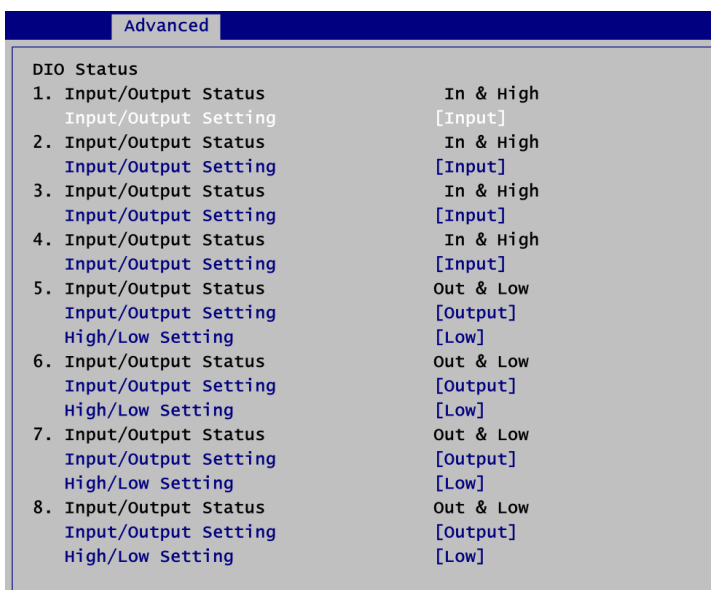 Advanced
DIO Status
1. Input/Output Status In & High
Input/Output Setting [Input]
2. Input/Output Status In & High
Input/Output Setting [Input]
3. Input/Output Status In & High
Input/Output Setting [Input]
4. Input/Output Status In & High
Input/Output Setting [Input]
5. Input/Output Status Out & Low
Input/Output Setting [Output]
High/Low Setting [Low]
6. Input/Output Status Out & Low
Input/Output Setting [Output]
High/Low Setting [Low]
7. Input/Output Status Out & Low
Input/Output Setting [Output]
High/Low Setting [Low]
8. Input/Output Status Out & Low
Input/Output Setting [Output]
High/Low Setting [Low]